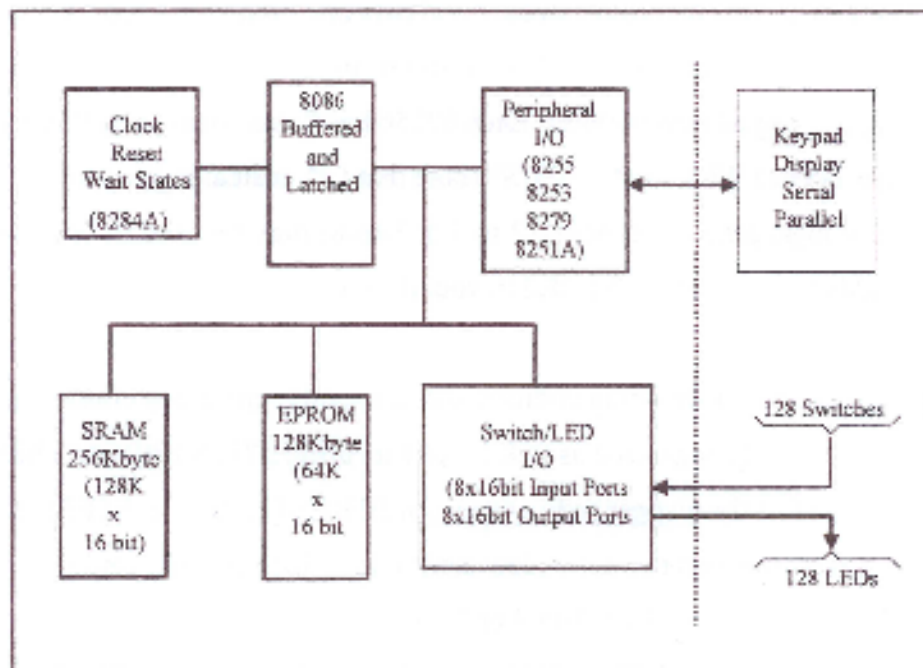 Clock
Reset
Wait States
(8284A)
8086
Buffered
and
Latched
Peripheral
I/O
(8255
8253
8279
8251A)
Keypad
Display
Serial
Parallel
SRAM
256Kbyte
(128K
x
16 bit)
EPROM
128Kbyte
(64K
x
16 bit
Switch/LED
I/O
(8x16bit Input Ports
8x16bit Output Ports
128 Switches
128 LEDs